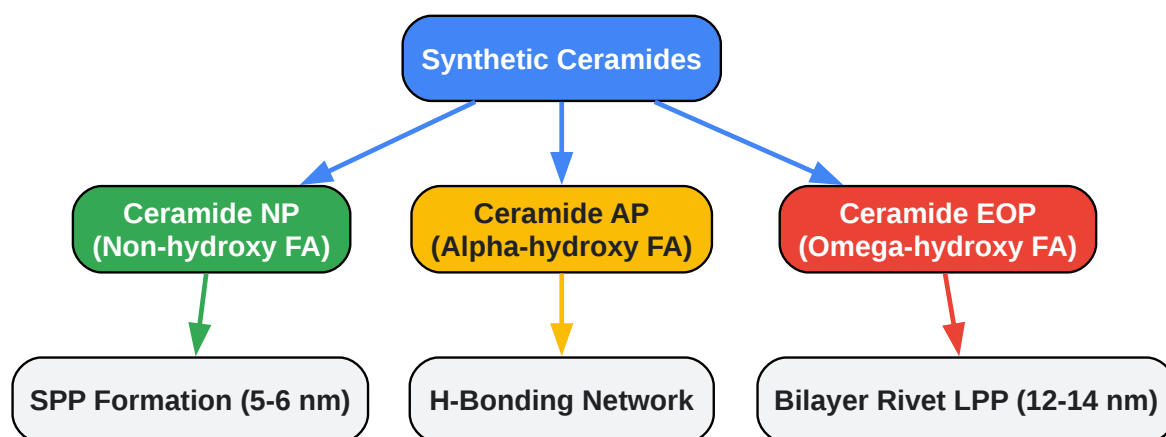 Synthetic Ceramides
Ceramide NP
(Non-hydroxy FA)
Ceramide AP
(Alpha-hydroxy FA)
Ceramide EOP
(Omega-hydroxy FA)
SPP Formation (5-6 nm)
H-Bonding Network
Bilayer Rivet LPP (12-14 nm)